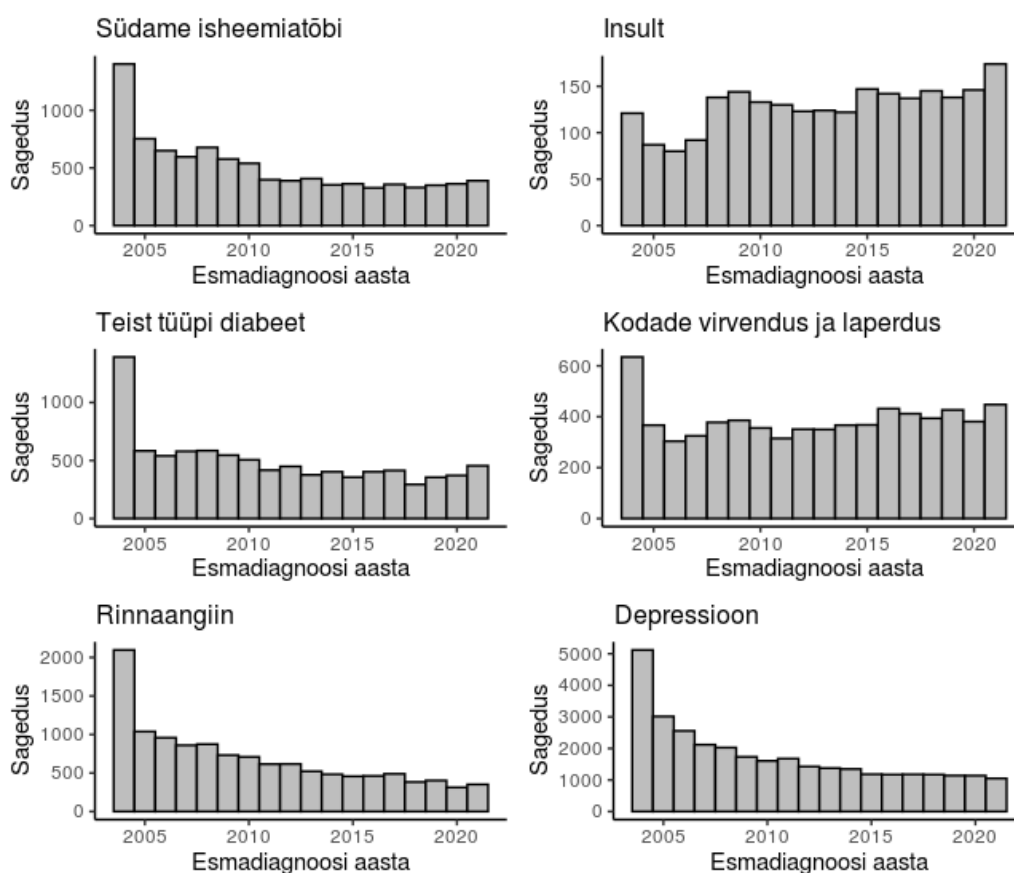 Südame isheemiatõbi
Sagedus
1000
500
0
2005 2010 2015 2020
Esmadiagnoosi aasta
Insult
Sagedus
150
100
50
0
2005 2010 2015 2020
Esmadiagnoosi aasta
Teist tüüpi diabeet
Sagedus
1000
500
0
2005 2010 2015 2020
Esmadiagnoosi aasta
Kodade virvendus ja laperdus
Sagedus
600
400
200
0
2005 2010 2015 2020
Esmadiagnoosi aasta
Rinnaangiin
Sagedus
2000
1500
1000
500
0
2005 2010 2015 2020
Esmadiagnoosi aasta
Depressioon
Sagedus
5000
4000
3000
2000
1000
0
2005 2010 2015 2020
Esmadiagnoosi aasta